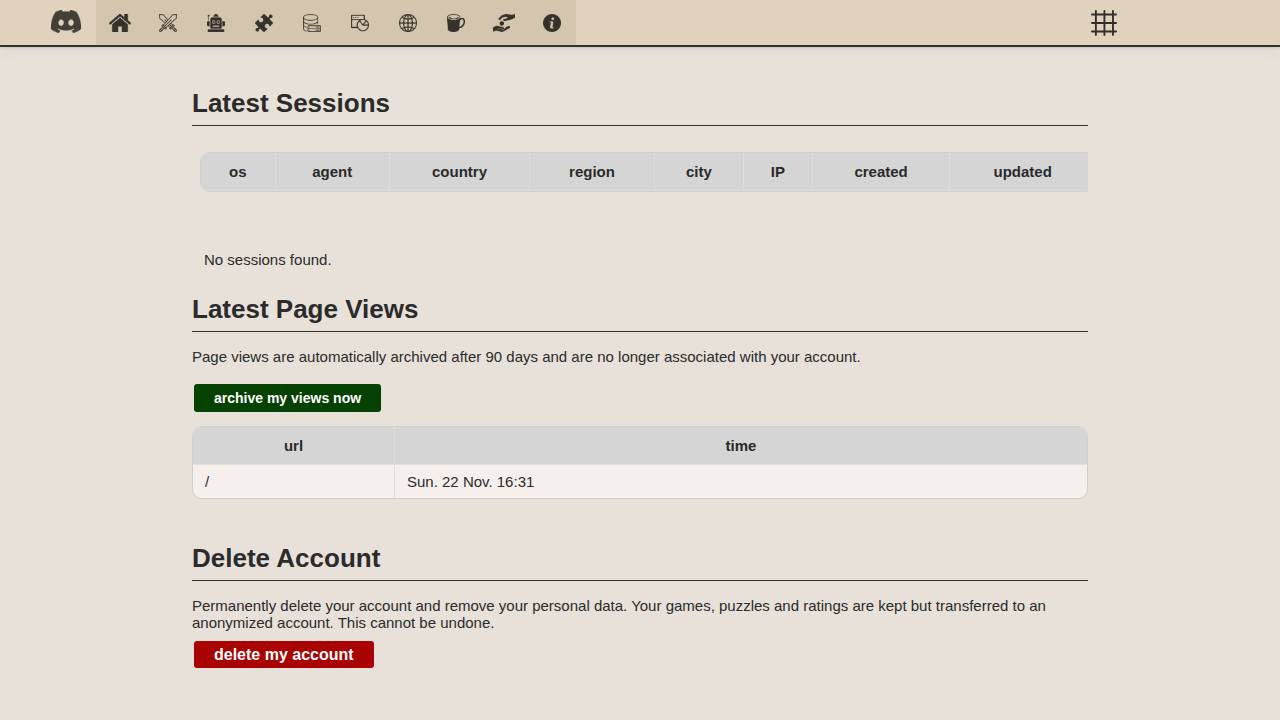 Latest Sessions
os agent country region city IP created updated
No sessions found.
Latest Page Views
Page views are automatically archived after 90 days and are no longer associated with your account.
archive my views now
url time
/ Sun. 22 Nov. 16:31
Delete Account
Permanently delete your account and remove your personal data. Your games, puzzles and ratings are kept but transferred to an
anonymized account. This cannot be undone.
delete my account